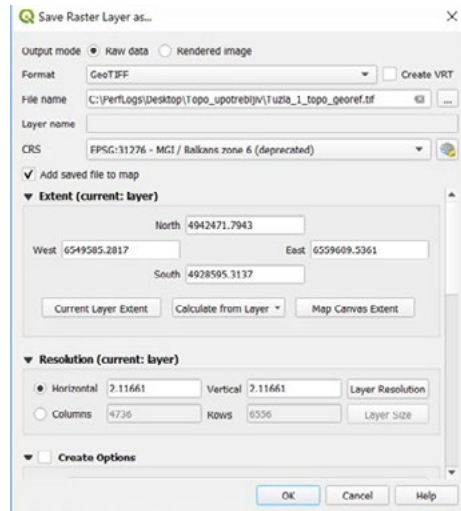 Save Raster Layer as...
Output mode Raw data Rendered image
Format GeoTIFF Create VRT
File name C:\PerfLogs\Desktop\Topo_upotrebljiv\Tuzla_1_topo_georef.tif ...
Layer name
CRS EPSG:31276 - MGI / Balkans zone 6 (deprecated)
Add saved file to map
Extent (current: layer)
North 4942471.7943
West 6549585.2817 East 6559609.5361
South 4928595.3137
Current Layer Extent Calculate from Layer Map Canvas Extent
Resolution (current: layer)
Horizontal 2.11661 Vertical 2.11661 Layer Resolution
Columns 4736 Rows 6556 Layer Size
Create Options
OK Cancel Help